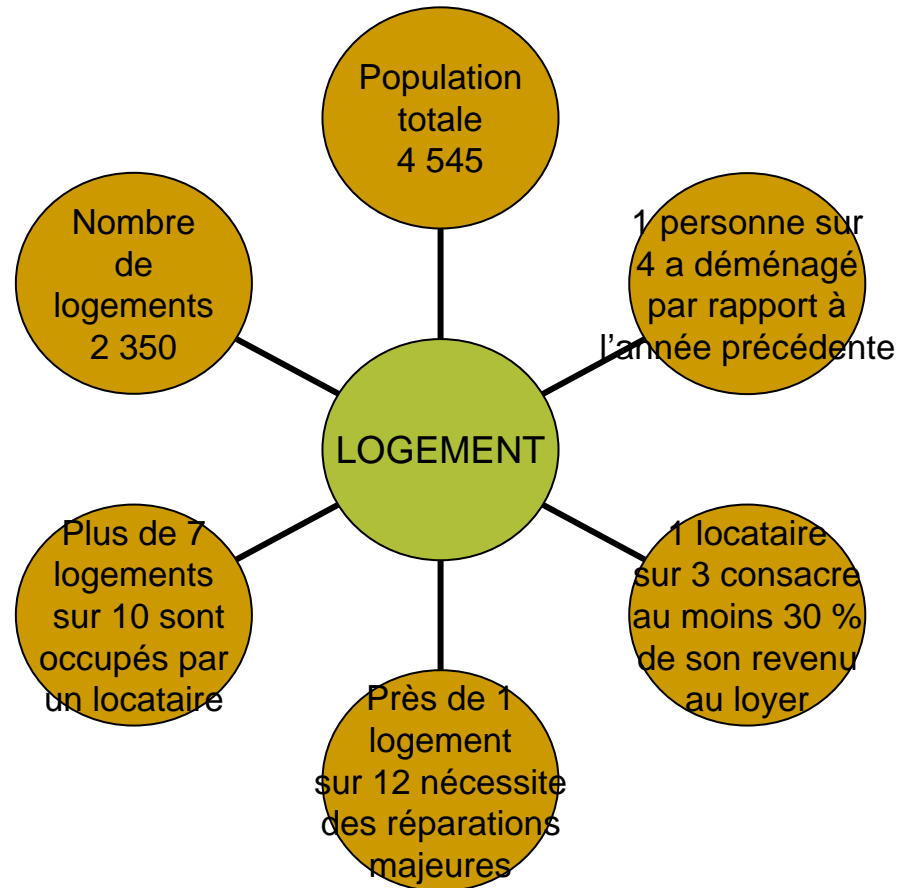 Population
totale
4 545
1 personne sur
4 a déménagé
par rapport à
l’année précédente
1 locataire
sur 3 consacre
au moins 30 %
de son revenu
au loyer
Près de 1
logement
sur 12 nécessite
des réparations
majeures
Plus de 7
logements
sur 10 sont
occupés par
un locataire
Nombre
de
logements
2 350
LOGEMENT